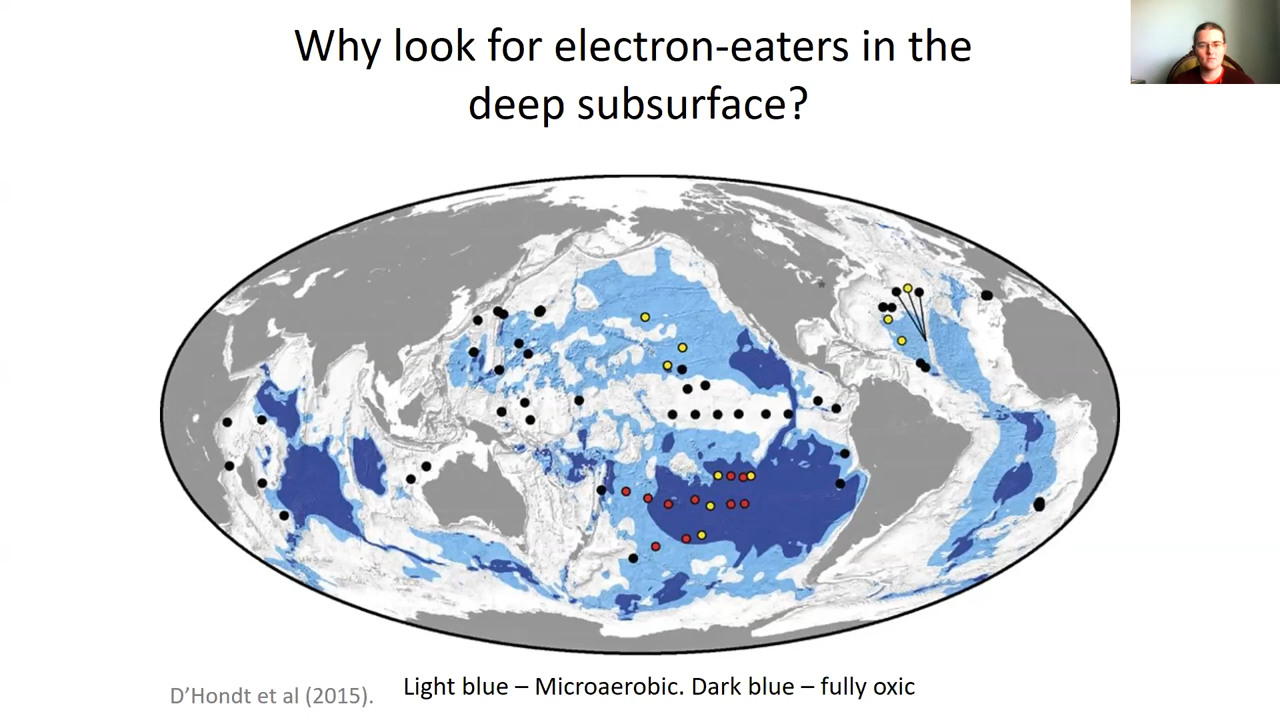 Why look for electron-eaters in the
deep subsurface?
D’Hondt et al (2015).
Light blue – Microaerobic. Dark blue – fully oxic